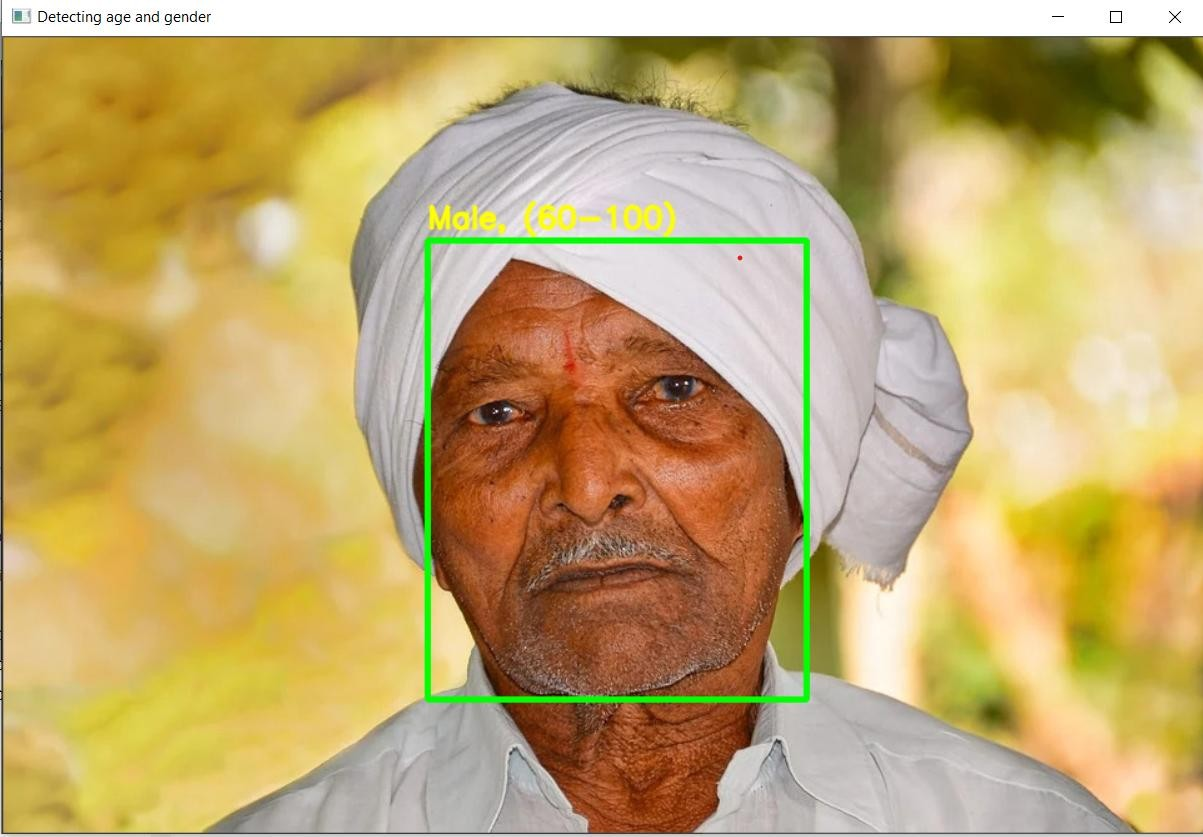 Detecting age and gender
Male, (60-100)